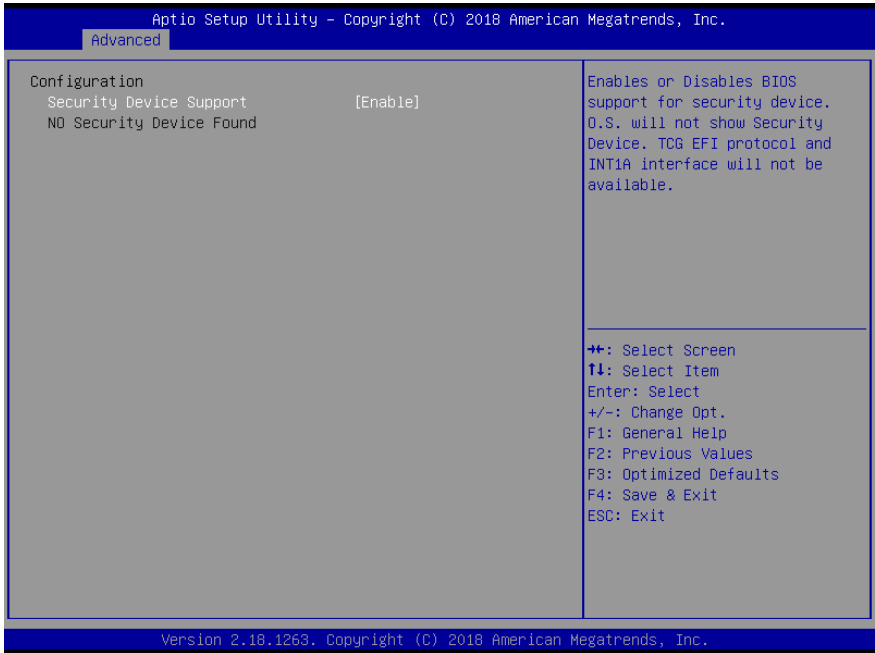 Aptio Setup Utility – Copyright (C) 2018 American Megatrends, Inc.
Advanced
Configuration
Security Device Support [Enable]
NO Security Device Found
Enables or Disables BIOS
support for security device.
O.S. will not show Security
Device. TCG EFI protocol and
INT1A interface will not be
available.
→←: Select Screen
↑↓: Select Item
Enter: Select
+/-: Change Opt.
F1: General Help
F2: Previous Values
F3: Optimized Defaults
F4: Save & Exit
ESC: Exit
Version 2.18.1263. Copyright (C) 2018 American Megatrends, Inc.